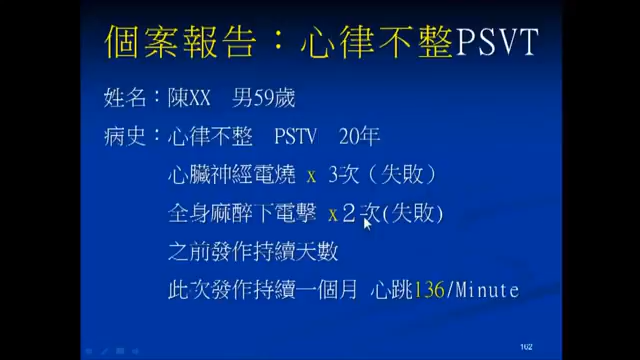 個案報告：心律不整PSVT
姓名：陳XX 男59歲
病史：心律不整 PSTV 20年
心臟神經電燒 x 3次（失敗）
全身麻醉下電擊 x２次(失敗)
之前發作持續天數
此次發作持續一個月 心跳136/Minute
102